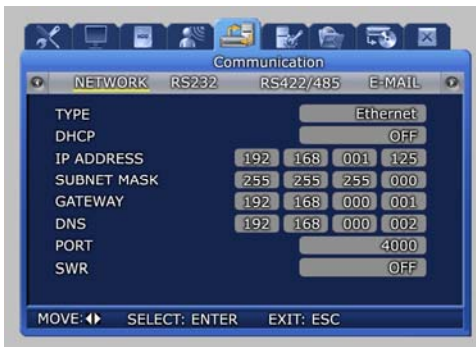 Communication
NETWORK RS232 RS422/485 E-MAIL
TYPE Ethernet
DHCP OFF
IP ADDRESS 192 168 001 125
SUBNET MASK 255 255 255 000
GATEWAY 192 168 000 001
DNS 192 168 000 002
PORT 4000
SWR OFF
MOVE: SELECT: ENTER EXIT: ESC